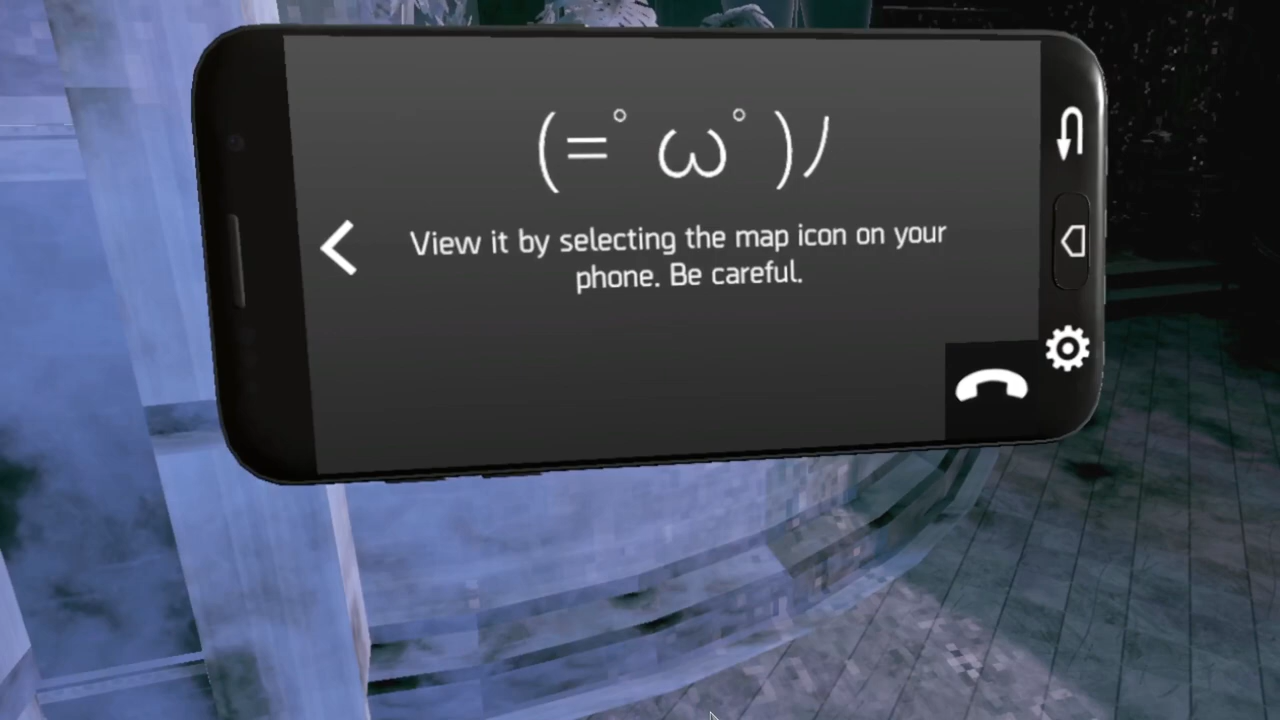 (=ﾟωﾟ)ノ
View it by selecting the map icon on your
phone. Be careful.